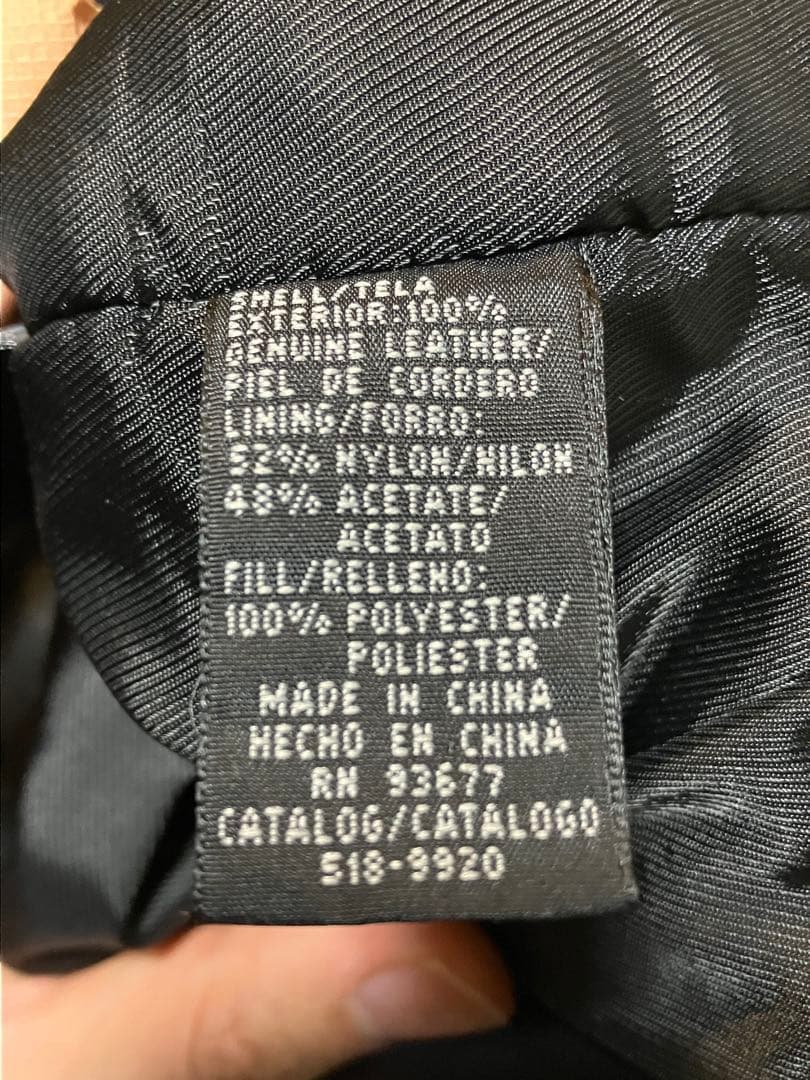 SHELL/TELA
EXTERIOR:100%
GENUINE LEATHER/
PIEL DE CORDERO
LINING/FORRO:
52% NYLON/NILON
48% ACETATE/
ACETATO
FILL/RELLENO:
100% POLYESTER/
POLIESTER
MADE IN CHINA
HECHO EN CHINA
RN 93677
CATALOG/CATALOGO
518-9920